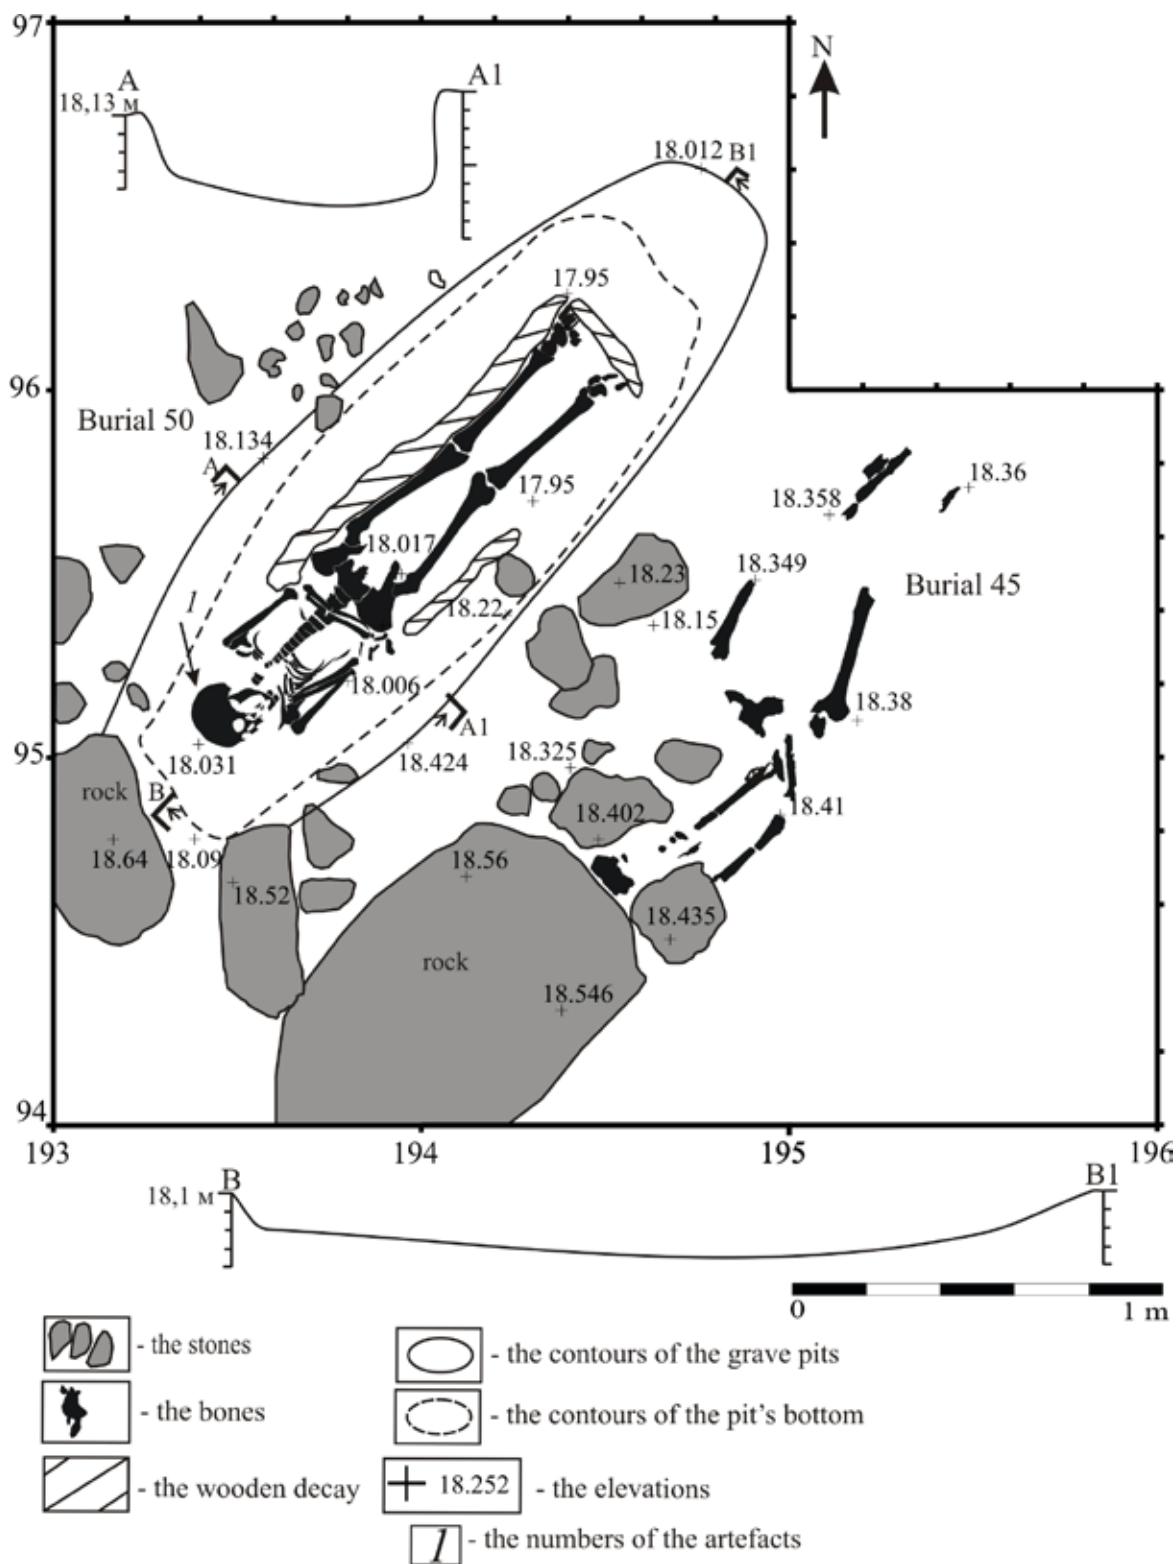 97
A
A1
N
18,13 м
18.012
B1
17.95
96
Burial 50
18.134
A
17.95
18.36
18.358
18.017
18.349
18.23
Burial 45
1
18.22
18.15
18.006
18.38
A1
95
18.031
18.424
18.325
rock
B
18.41
18.402
18.64
18.09
18.56
18.52
18.435
rock
18.546
94
193
194
195
196
B
B1
18,1 м
0
1 m
- the stones
- the contours of the grave pits
- the bones
- the contours of the pit's bottom
- the wooden decay
18.252
- the elevations
1
- the numbers of the artefacts